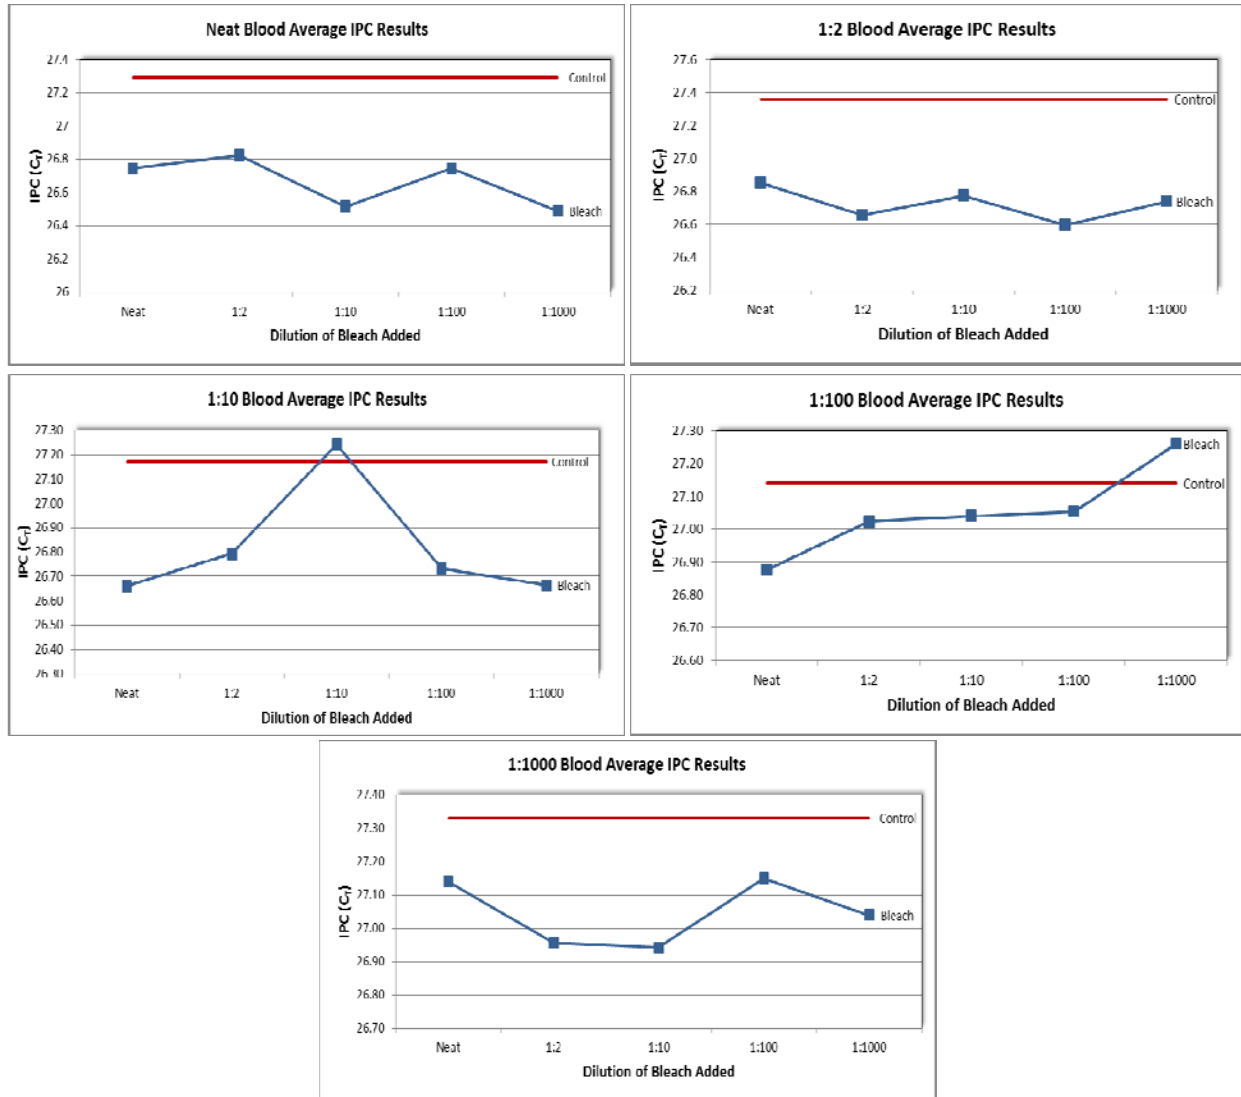 Neat Blood Average IPC Results
27.4
27.2
27
26.8
26.6
26.4
26.2
26
IPC (CT)
Control
Bleach
Neat 1:2 1:10 1:100 1:1000
Dilution of Bleach Added
1:2 Blood Average IPC Results
27.6
27.4
27.2
27.0
26.8
26.6
26.4
26.2
IPC (CT)
Control
Bleach
Neat 1:2 1:10 1:100 1:1000
Dilution of Bleach Added
1:10 Blood Average IPC Results
27.30
27.20
27.10
27.00
26.90
26.80
26.70
26.60
26.50
26.40
26.30
IPC (CT)
Control
Bleach
Neat 1:2 1:10 1:100 1:1000
Dilution of Bleach Added
1:100 Blood Average IPC Results
27.30
27.20
27.10
27.00
26.90
26.80
26.70
26.60
IPC (CT)
Bleach
Control
Neat 1:2 1:10 1:100 1:1000
Dilution of Bleach Added
1:1000 Blood Average IPC Results
27.40
27.30
27.20
27.10
27.00
26.90
26.80
26.70
IPC (CT)
Control
Bleach
Neat 1:2 1:10 1:100 1:1000
Dilution of Bleach Added